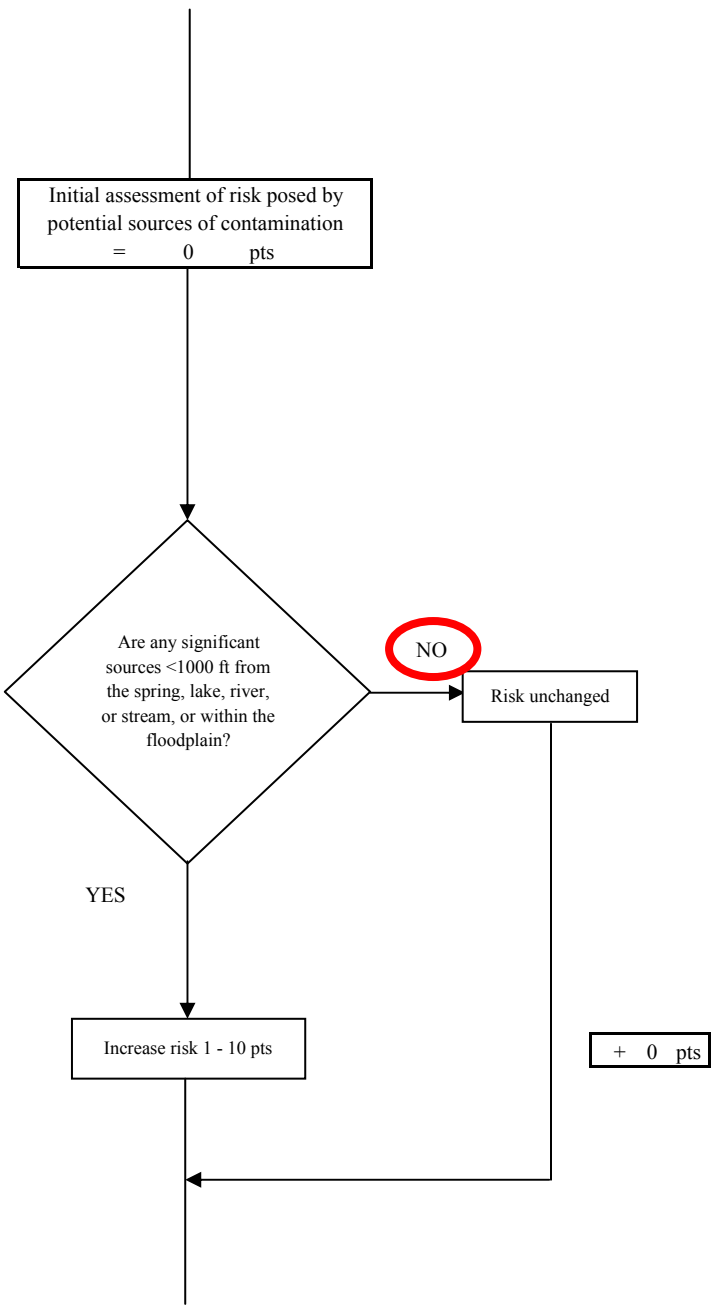 Initial assessment of risk posed by
potential sources of contamination
= 0 pts
Are any significant
sources <1000 ft from
the spring, lake, river,
or stream, or within the
floodplain?
NO
Risk unchanged
YES
Increase risk 1 - 10 pts
+ 0 pts